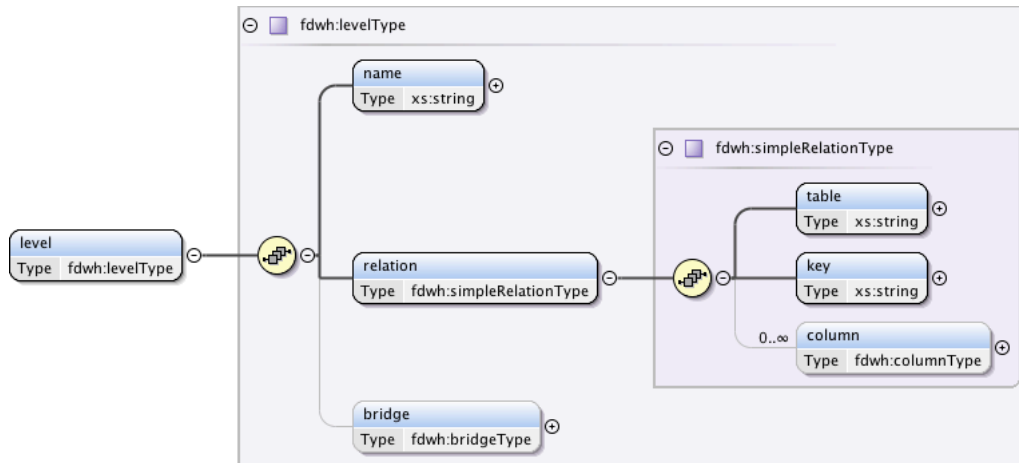 fdwh:levelType
name
Type xs:string
fdwh:simpleRelationType
table
Type xs:string
level
Type fdwh:levelType
relation
Type fdwh:simpleRelationType
key
Type xs:string
0..∞
column
Type fdwh:columnType
bridge
Type fdwh:bridgeType